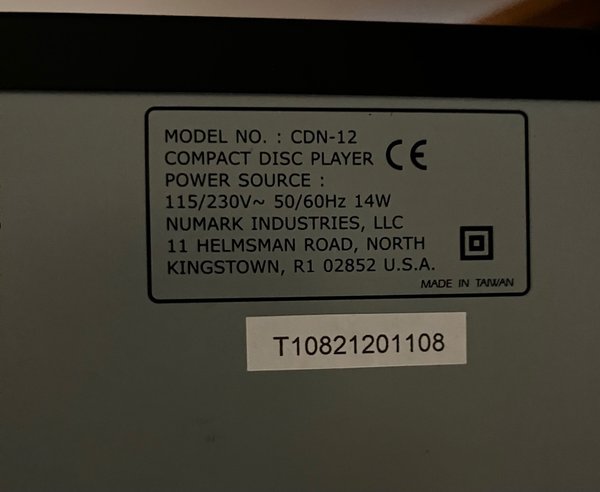 MODEL NO. : CDN-12
COMPACT DISC PLAYER CE
POWER SOURCE :
115/230V~ 50/60Hz 14W
NUMARK INDUSTRIES, LLC
11 HELMSMAN ROAD, NORTH
KINGSTOWN, R1 02852 U.S.A.
MADE IN TAIWAN
T10821201108